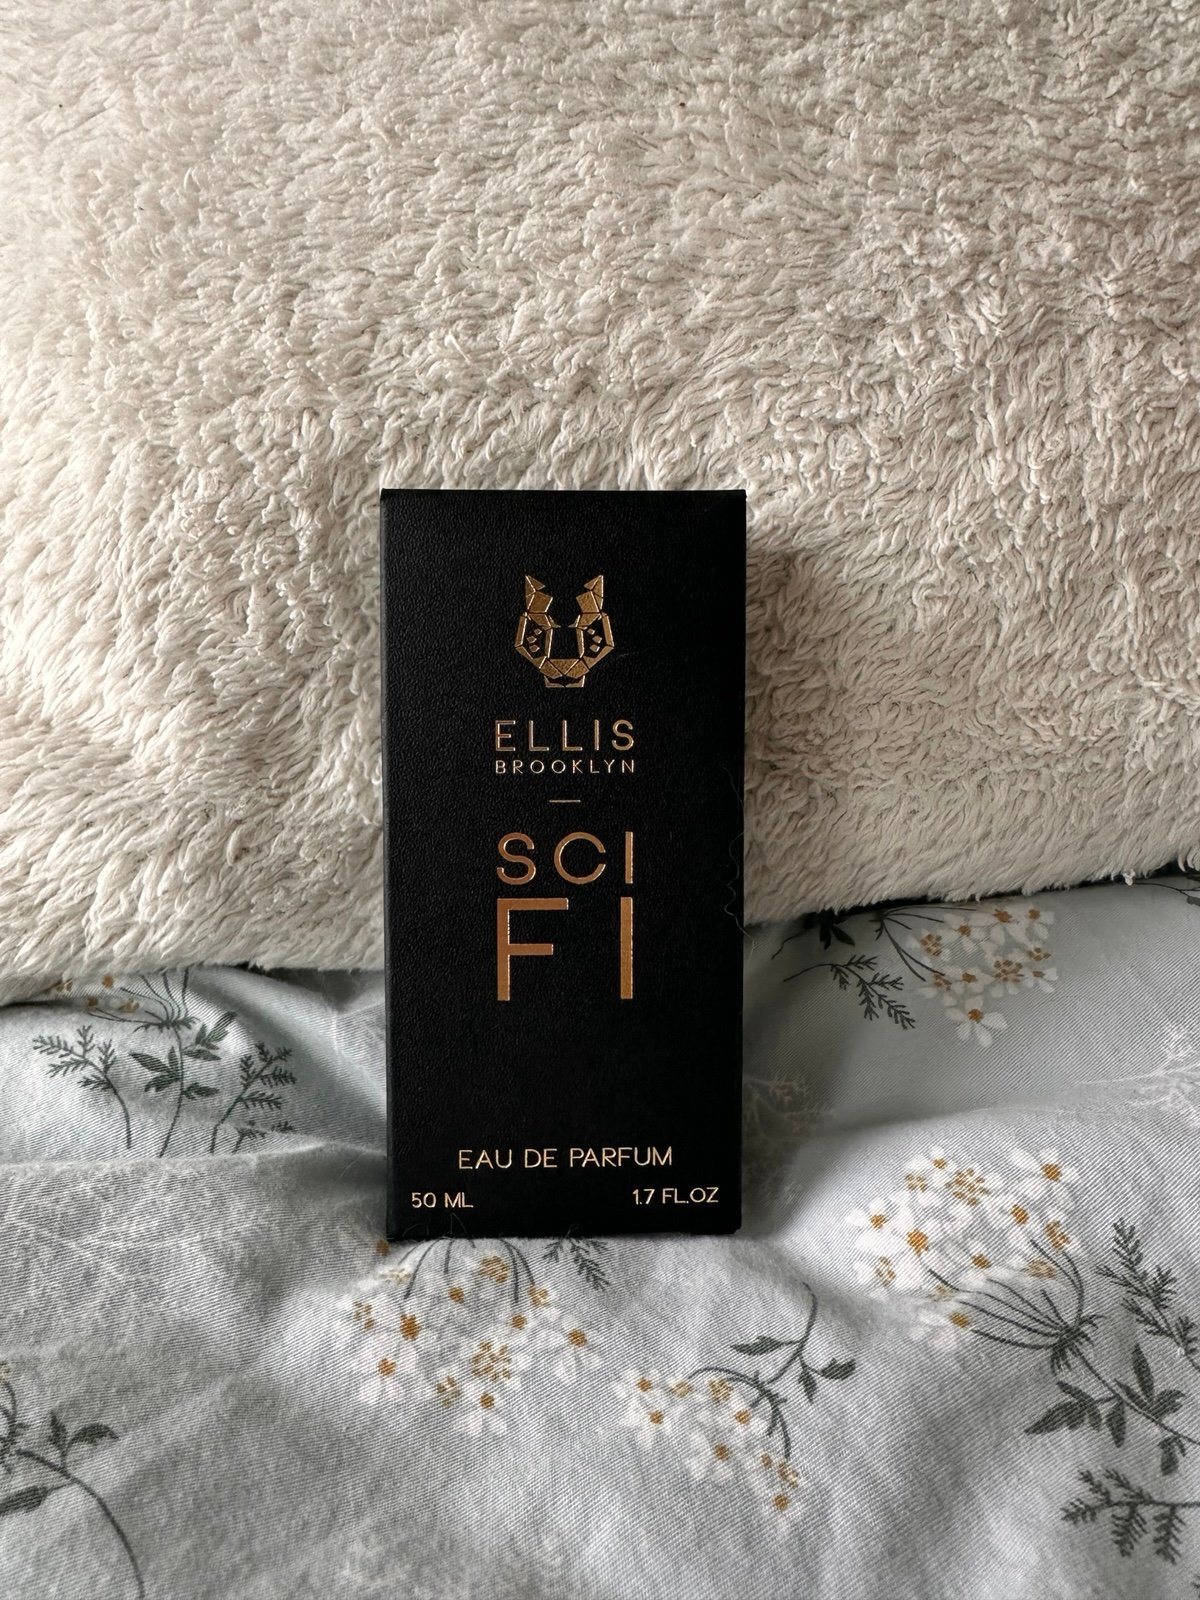 ELLIS
BROOKLYN
SCI
FI
EAU DE PARFUM
50 ML 1.7 FL.OZ